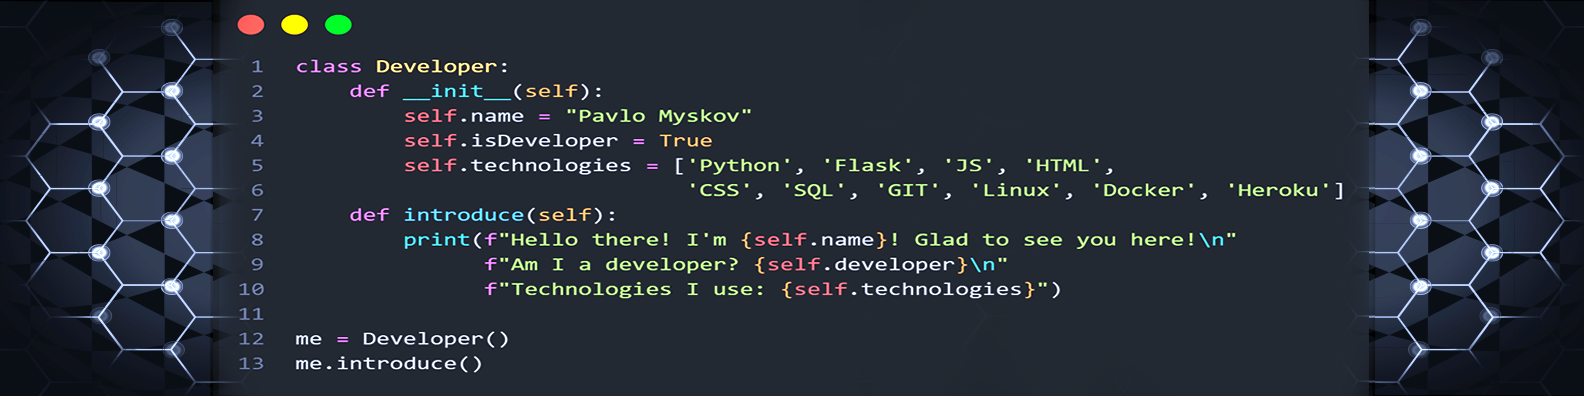 1 class Developer:
2     def __init__(self):
3         self.name = "Pavlo Myskov"
4         self.isDeveloper = True
5         self.technologies = ['Python', 'Flask', 'JS', 'HTML',
6                              'CSS', 'SQL', 'GIT', 'Linux', 'Docker', 'Heroku']
7     def introduce(self):
8         print(f"Hello there! I'm {self.name}! Glad to see you here!\n"
9               f"Am I a developer? {self.developer}\n"
10               f"Technologies I use: {self.technologies}")
11
12 me = Developer()
13 me.introduce()